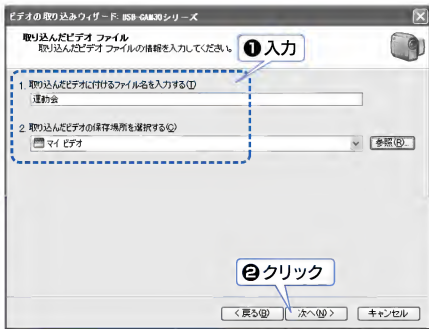 ビデオの取り込みウィザード: USB-CAM30シリーズ
取り込んだビデオ ファイル
取り込んだビデオ ファイルの情報を入力してください。
❶入力
1. 取り込んだビデオに付けるファイル名を入力する(T)
運動会
2. 取り込んだビデオの保存場所を選択する(C)
マイ ビデオ
参照(R)...
❷クリック
< 戻る(B)
次へ(N) >
キャンセル